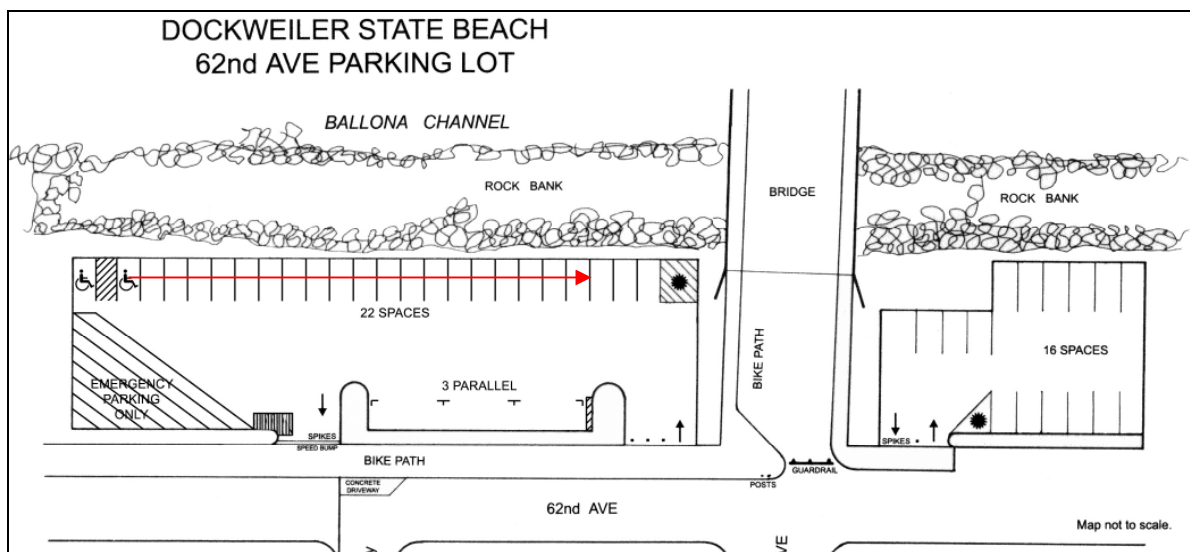 DOCKWEILER STATE BEACH
62nd AVE PARKING LOT
BALLONA CHANNEL
ROCK BANK
BRIDGE
ROCK BANK
22 SPACES
16 SPACES
BIKE PATH
EMERGENCY
PARKING
ONLY
3 PARALLEL
SPIKES
SPEED BUMP
SPIKES
BIKE PATH
GUARDRAIL
CONCRETE
DRIVEWAY
POSTS
62nd AVE
Map not to scale.